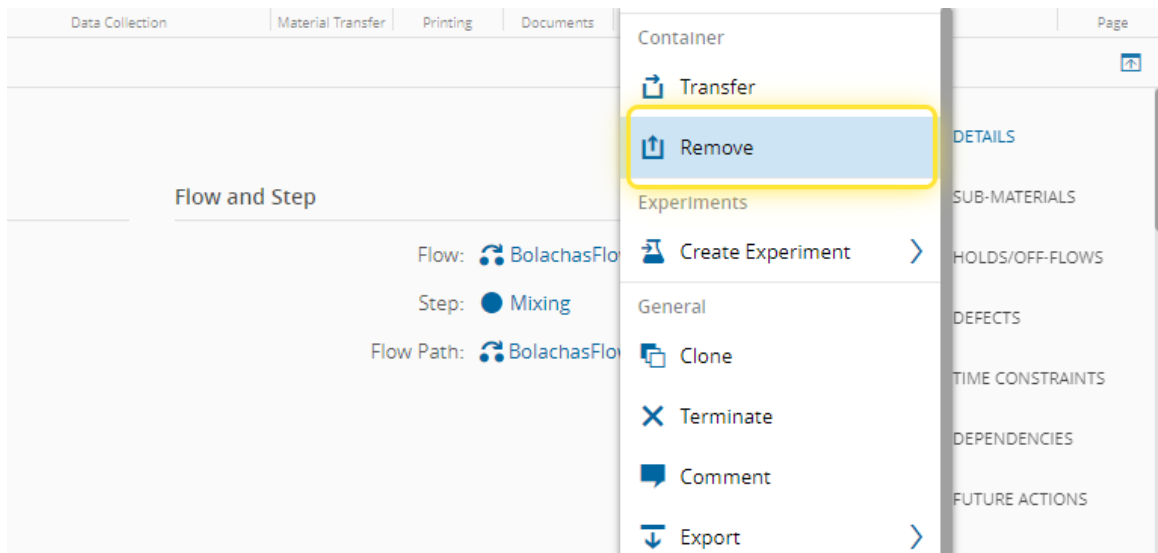 Data Collection
Material Transfer
Printing
Documents
Page
Container
Transfer
Remove
Experiments
Create Experiment
General
Clone
Terminate
Comment
Export
Flow and Step
Flow: BolachasFlo
Step: Mixing
Flow Path: BolachasFlo
DETAILS
SUB-MATERIALS
HOLDS/OFF-FLOWS
DEFECTS
TIME CONSTRAINTS
DEPENDENCIES
FUTURE ACTIONS